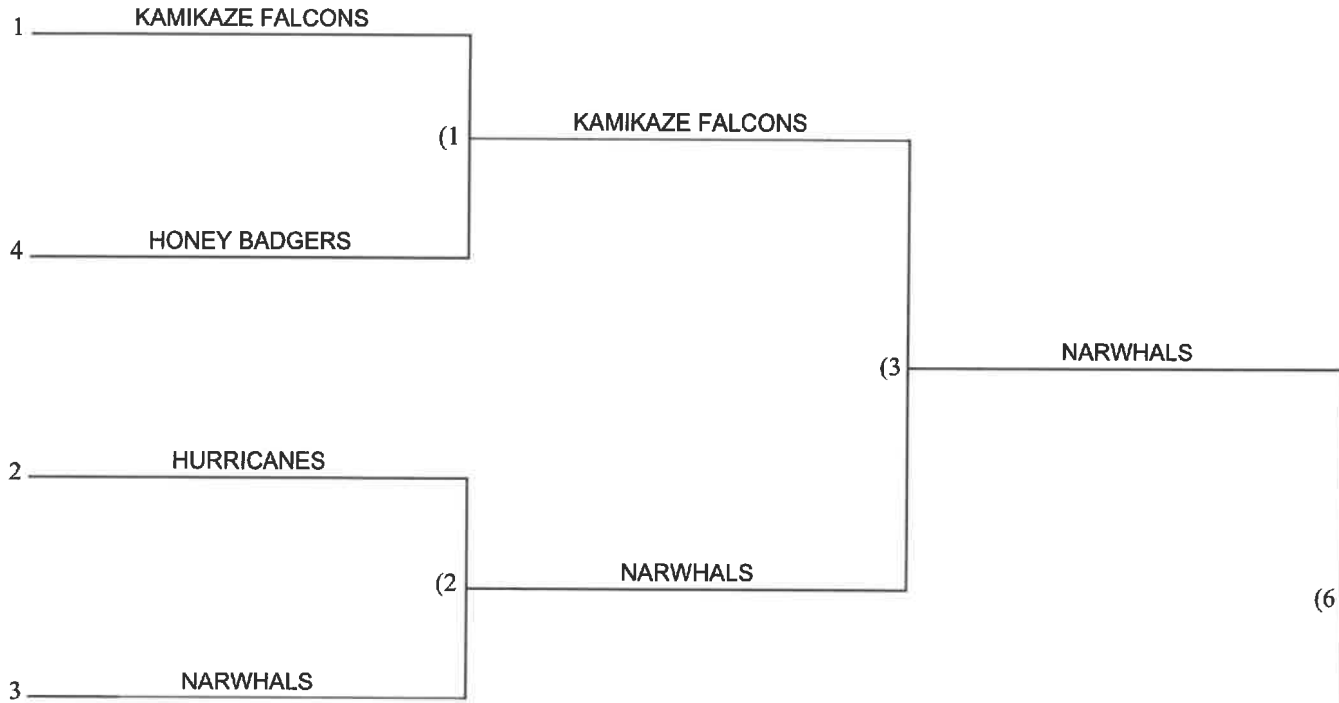 1 KAMIKAZE FALCONS
(1 KAMIKAZE FALCONS
4 HONEY BADGERS
(3 NARWHALS
2 HURRICANES
(2 NARWHALS
(6
3 NARWHALS